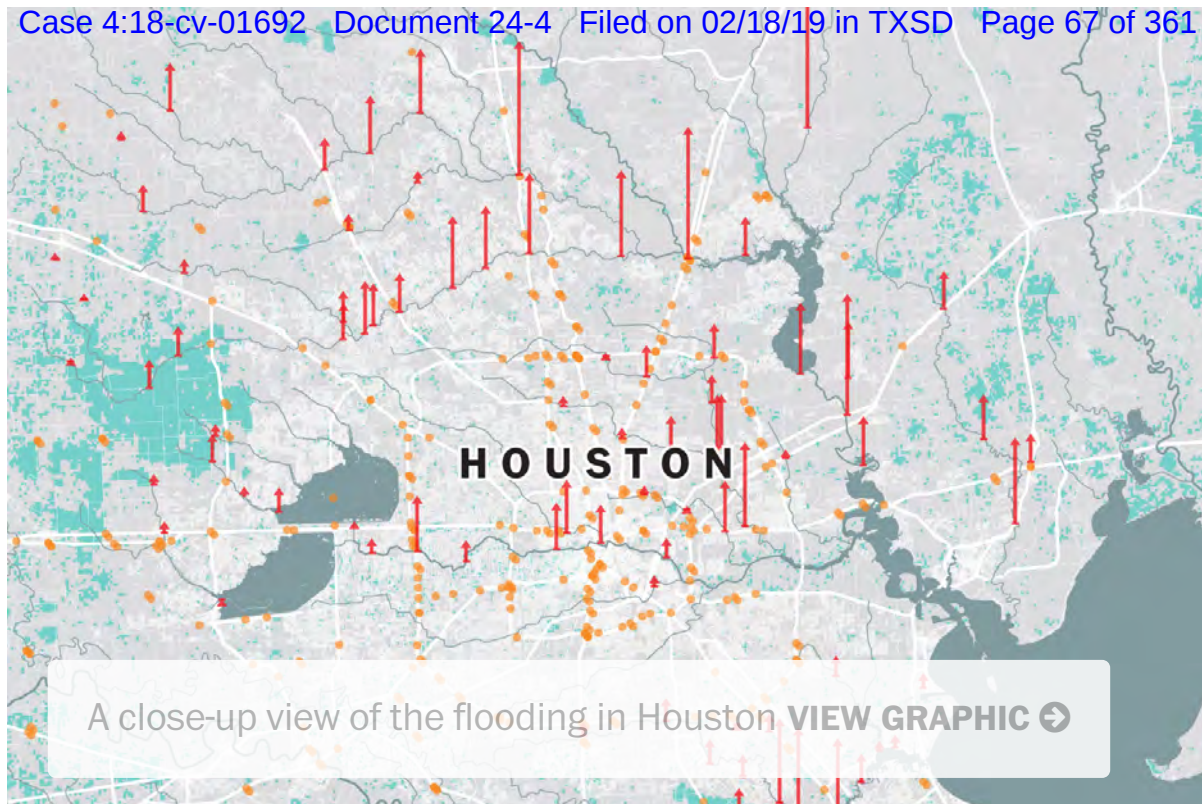 Case 4:18-cv-01692 Document 24-4 Filed on 02/18/19 in TXSD Page 67 of 361
HOUSTON
A close-up view of the flooding in Houston VIEW GRAPHIC